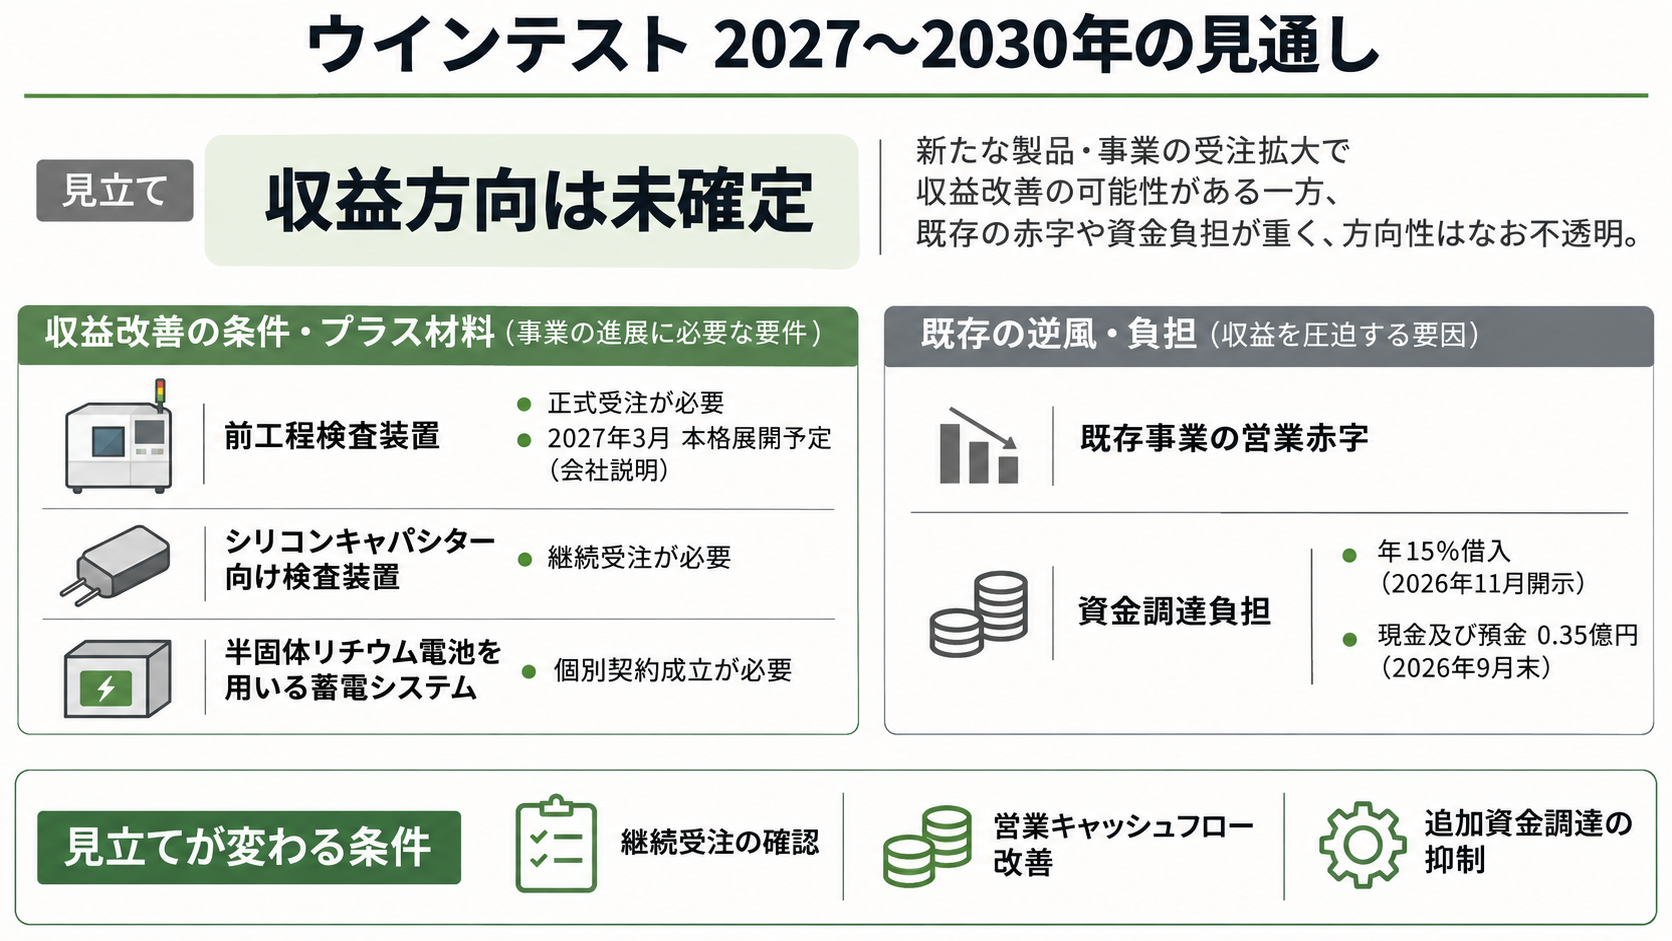 ウインテスト 2027〜2030年の見通し
見立て
収益方向は未確定
新たな製品・事業の受注拡大で
収益改善の可能性がある一方、
既存の赤字や資金負担が重く、方向性はなお不透明。
収益改善の条件・プラス材料（事業の進展に必要な要件）
前工程検査装置
正式受注が必要
2027年3月 本格展開予定
（会社説明）
シリコンキャパシター
向け検査装置
継続受注が必要
半固体リチウム電池を
用いる蓄電システム
個別契約成立が必要
既存の逆風・負担（収益を圧迫する要因）
既存事業の営業赤字
資金調達負担
年15%借入
（2026年11月開示）
現金及び預金 0.35億円
（2026年9月末）
見立てが変わる条件
継続受注の確認
営業キャッシュフロー
改善
追加資金調達の
抑制